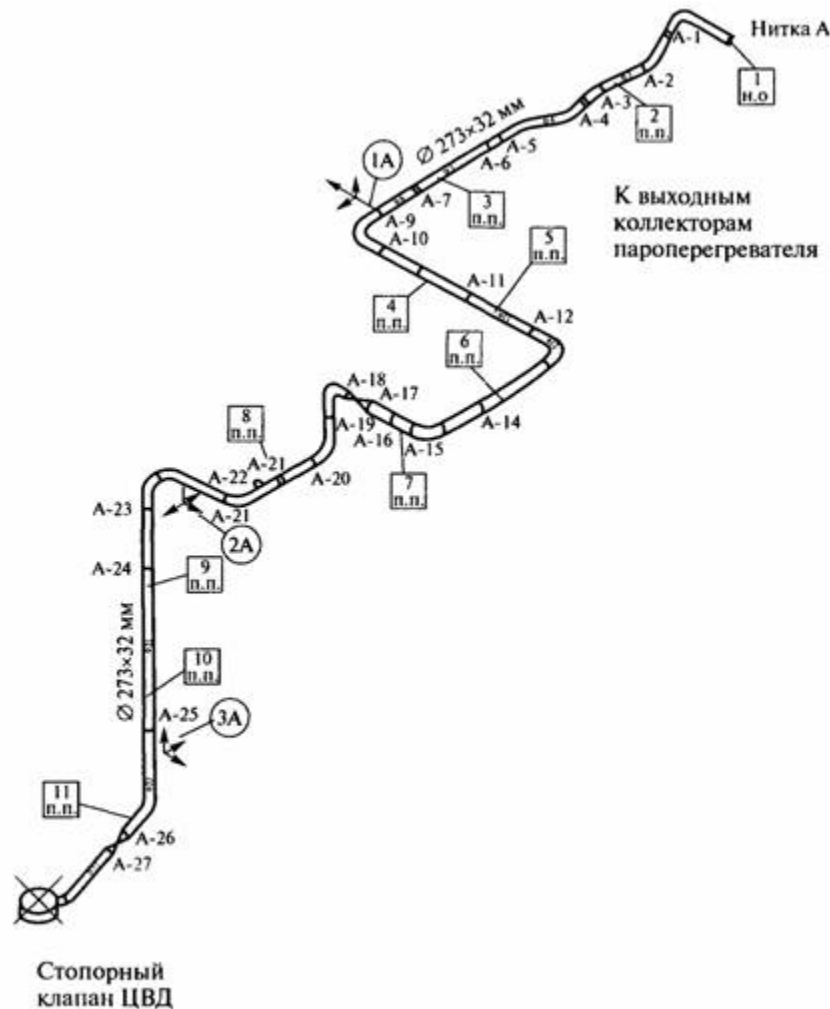 Нитка А
А-1
1
н.о
А-2
А-3
2
п.п.
А-4
Ø 273×32 мм
А-5
А-6
1А
А-7
3
п.п.
А-9
А-10
К выходным
коллекторам
пароперегревателя
5
п.п.
А-11
4
п.п.
А-12
6
п.п.
А-18
А-17
8
п.п.
А-19
А-16
А-14
А-15
7
п.п.
А-21
А-20
А-22
А-23
А-21
2А
А-24
9
п.п.
Ø 273×32 мм
10
п.п.
А-25
3А
11
п.п.
А-26
А-27
Стопорный
клапан ЦВД